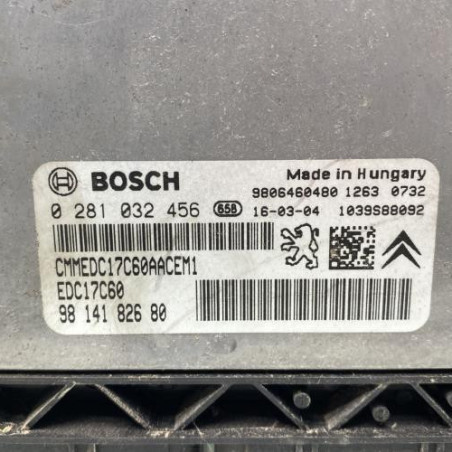 BOSCH
Made in Hungary
9806460480 1263 0732
0 281 032 456 658 16-03-04 1039S88092
CMMEDC17C60AACEM1
EDC17C60
98 141 826 80